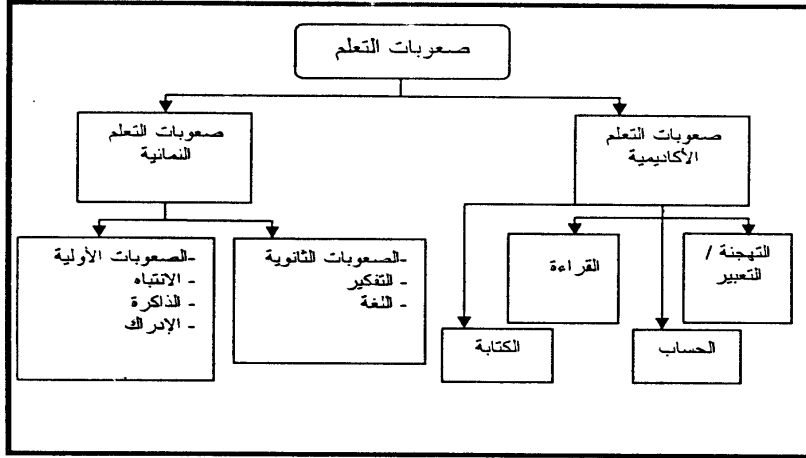 صعوبات التعلم
صعوبات التعلم
الأكاديمية
صعوبات التعلم
النمائية
التهجئة /
التعبير
القراءة
الحساب
الكتابة
-الصعوبات الثانوية
- التفكير
- اللغة
-الصعوبات الأولية
- الانتباه
- الذاكرة
- الإدراك